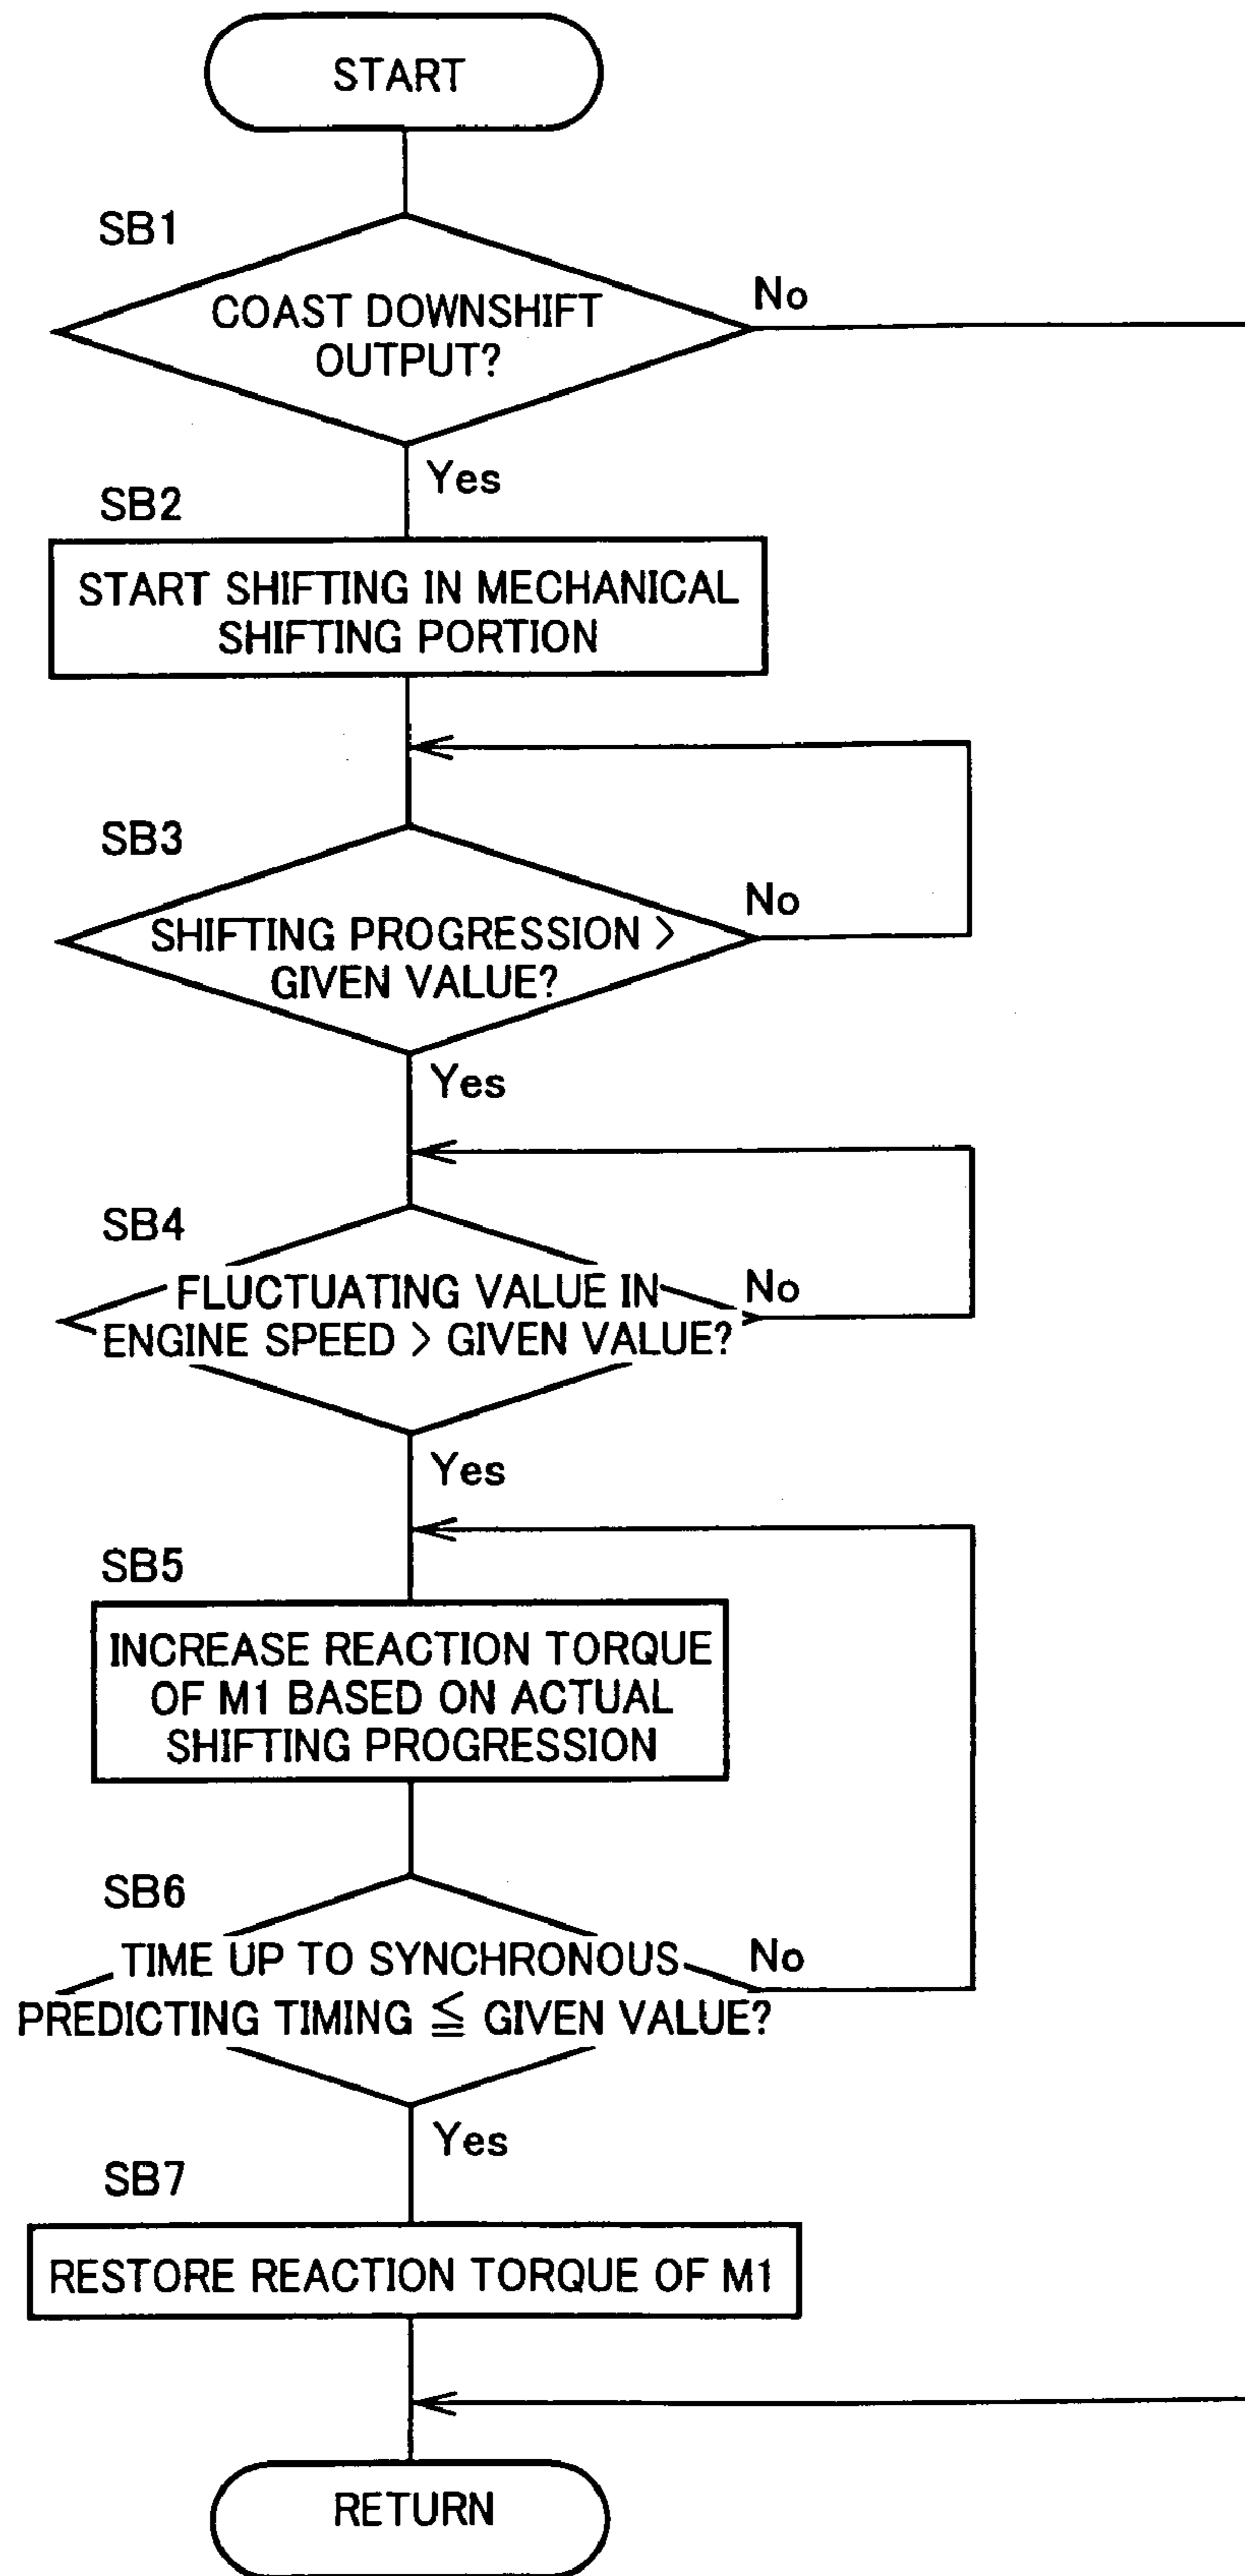 START
SB1
COAST DOWNSHIFT
OUTPUT?
No
Yes
SB2
START SHIFTING IN MECHANICAL
SHIFTING PORTION
SB3
SHIFTING PROGRESSION >
GIVEN VALUE?
No
Yes
SB4
FLUCTUATING VALUE IN
ENGINE SPEED > GIVEN VALUE?
No
Yes
SB5
INCREASE REACTION TORQUE
OF M1 BASED ON ACTUAL
SHIFTING PROGRESSION
SB6
TIME UP TO SYNCHRONOUS
PREDICTING TIMING ≦ GIVEN VALUE?
No
Yes
SB7
RESTORE REACTION TORQUE OF M1
RETURN